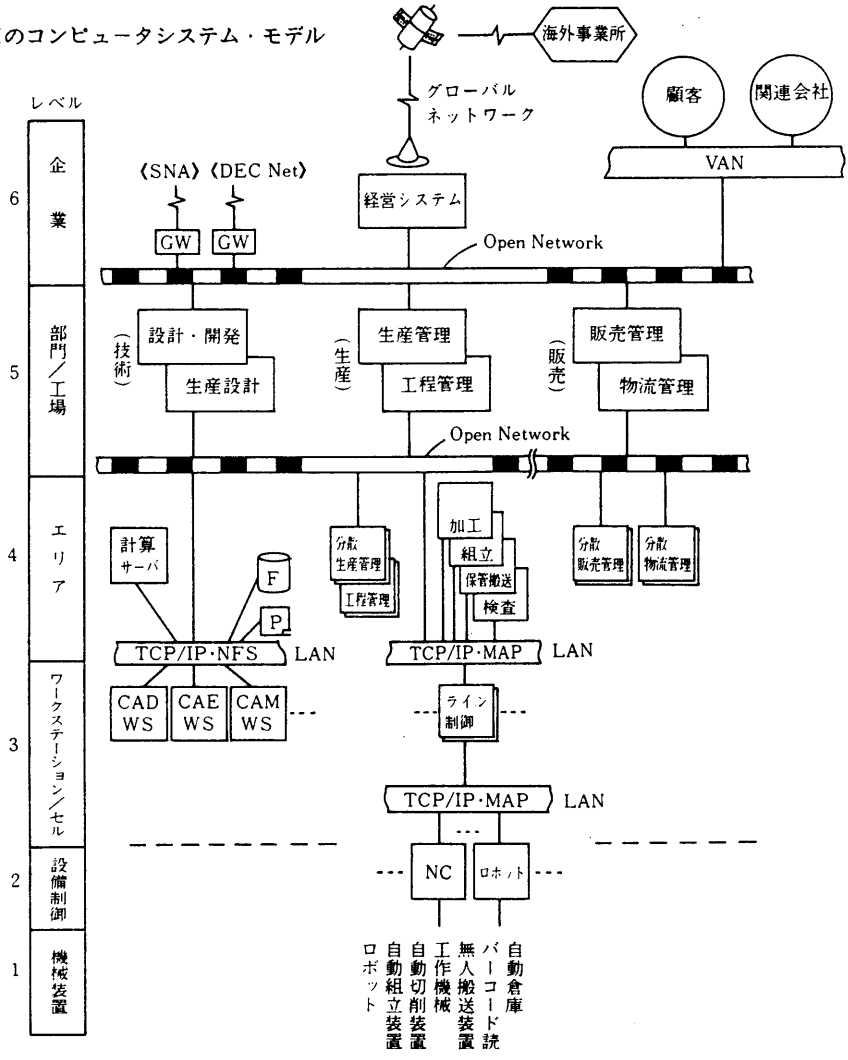 のコンピュータシステム・モデル
海外事業所
グローバル
ネットワーク
顧客
関連会社
VAN
レベル
6
企業
《SNA》
《DEC Net》
GW
GW
経営システム
Open Network
5
部門／工場
(技術)
設計・開発
生産設計
(生産)
生産管理
工程管理
(販売)
販売管理
物流管理
Open Network
4
エリア
計算
サーバ
F
P
分散
生産管理
工程管理
加工
組立
保管搬送
検査
分散
販売管理
分散
物流管理
TCP/IP·NFS
LAN
TCP/IP·MAP
LAN
3
ワークステーション／セル
CAD
WS
CAE
WS
CAM
WS
ライン
制御
TCP/IP·MAP
LAN
2
設備制御
NC
ロボット
1
機械装置
ロボット
自動組立装置
自動切削装置
工作機械
無人搬送装置
バーコード読
自動倉庫